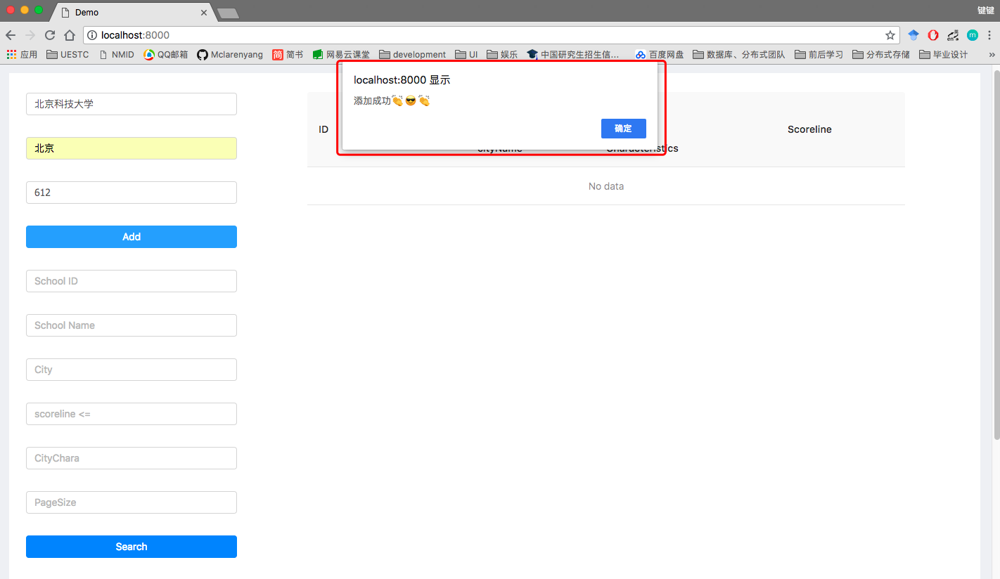 Demo
键键
localhost:8000
应用 UESTC NMID QQ邮箱 Mclarenyang 简书 网易云课堂 development UI 娱乐 中国研究生招生信... 百度网盘 数据库、分布式团队 前后学习 分布式存储 毕业设计 »
localhost:8000 显示
添加成功👏😎👏
确定
北京科技大学
北京
612
Add
School ID
School Name
City
scoreline <=
CityChara
PageSize
Search
ID
cityName
Characteristics
Scoreline
No data